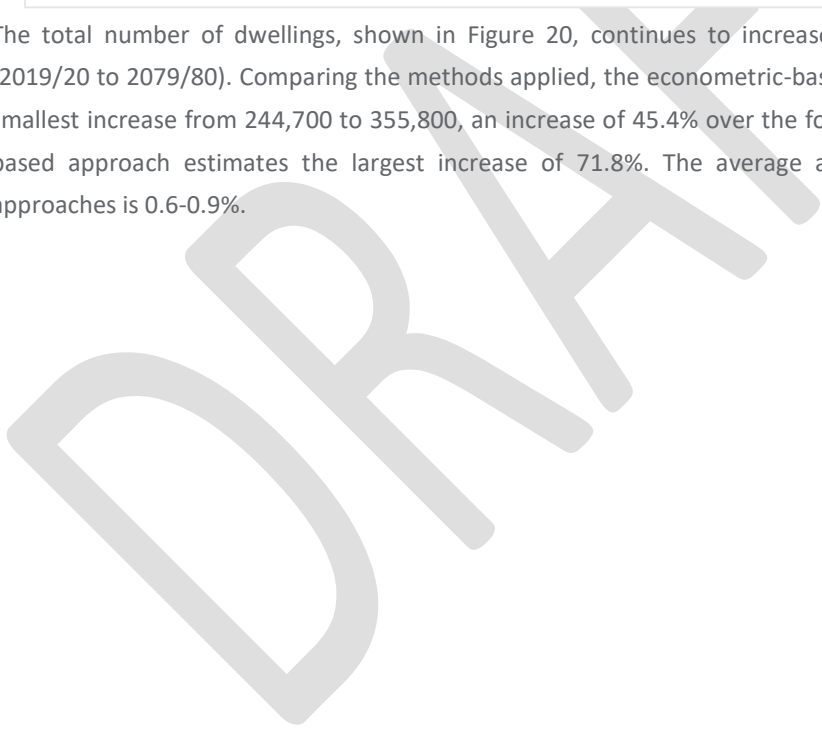 The total number of dwellings, shown in Figure 20, continues to increase
2019/20 to 2079/80). Comparing the methods applied, the econometric-bas
smallest increase from 244,700 to 355,800, an increase of 45.4% over the fo
based approach estimates the largest increase of 71.8%. The average a
approaches is 0.6-0.9%.
DRAF